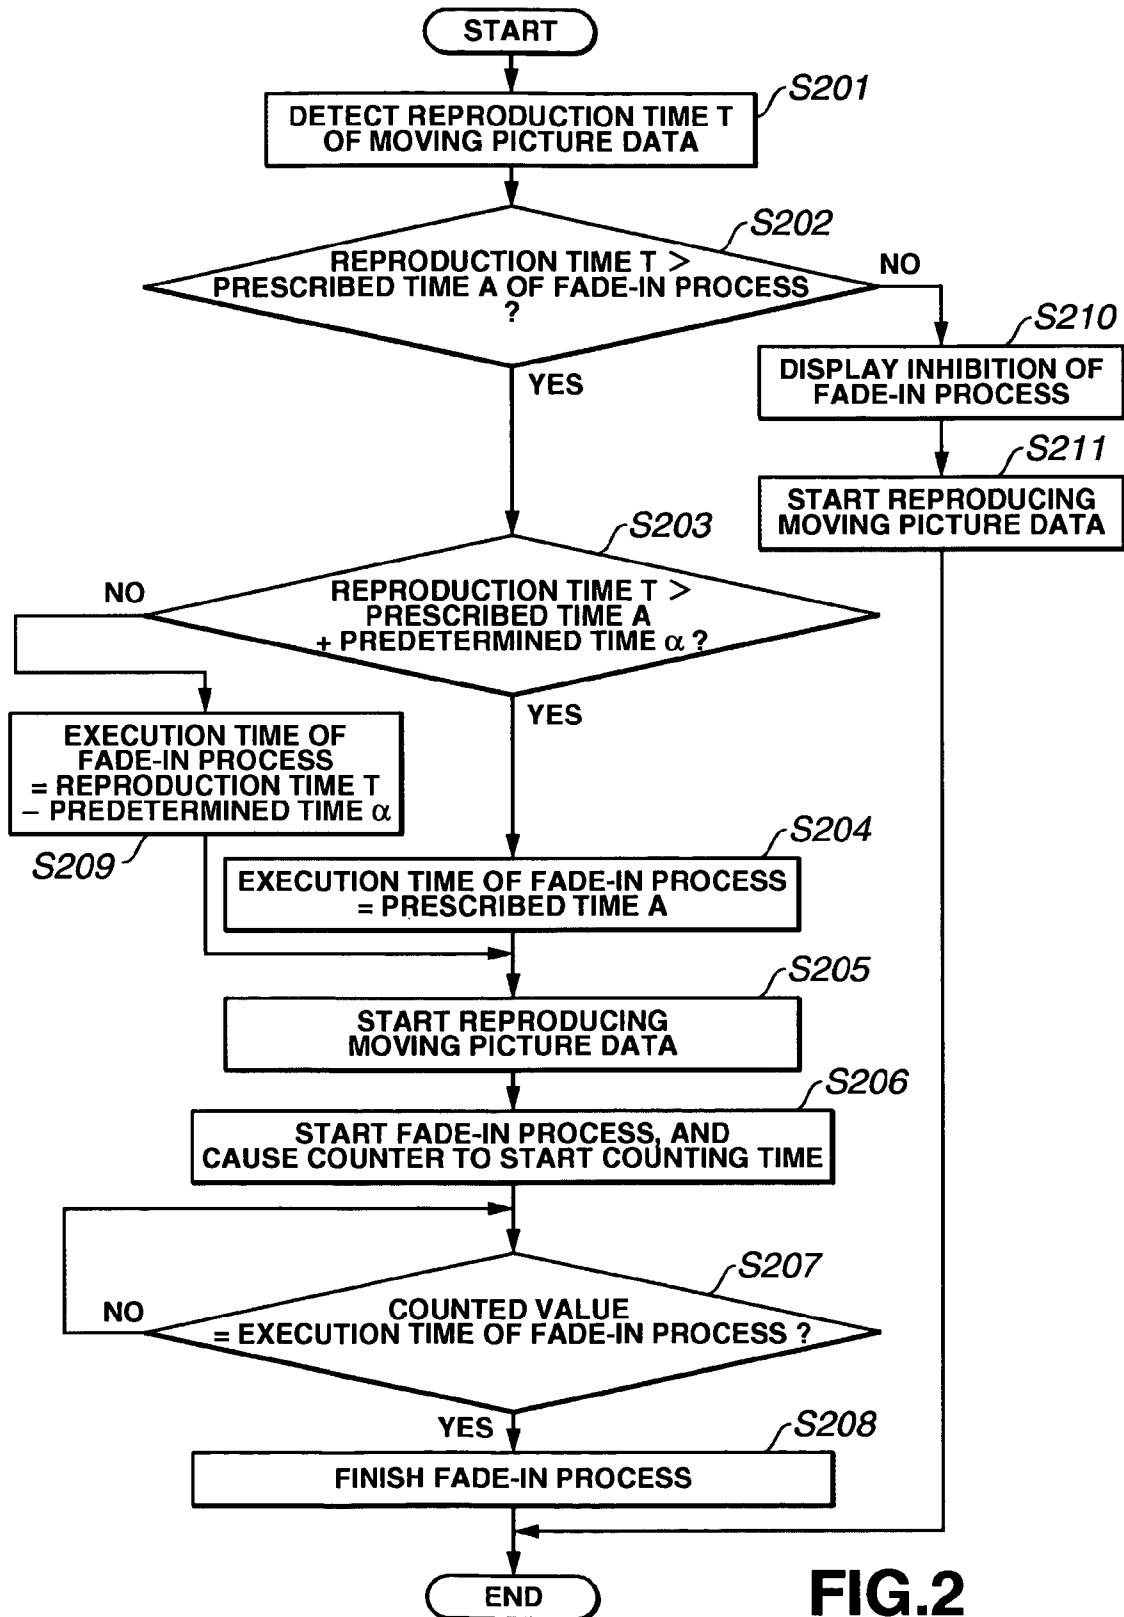 START
S201
DETECT REPRODUCTION TIME T
OF MOVING PICTURE DATA
S202
REPRODUCTION TIME T >
PRESCRIBED TIME A OF FADE-IN PROCESS
?
NO
YES
S210
DISPLAY INHIBITION OF
FADE-IN PROCESS
S211
START REPRODUCING
MOVING PICTURE DATA
S203
REPRODUCTION TIME T >
PRESCRIBED TIME A
+ PREDETERMINED TIME α ?
NO
YES
EXECUTION TIME OF
FADE-IN PROCESS
= REPRODUCTION TIME T
– PREDETERMINED TIME α
S209
S204
EXECUTION TIME OF FADE-IN PROCESS
= PRESCRIBED TIME A
S205
START REPRODUCING
MOVING PICTURE DATA
S206
START FADE-IN PROCESS, AND
CAUSE COUNTER TO START COUNTING TIME
S207
COUNTED VALUE
= EXECUTION TIME OF FADE-IN PROCESS ?
NO
YES
S208
FINISH FADE-IN PROCESS
END
FIG.2